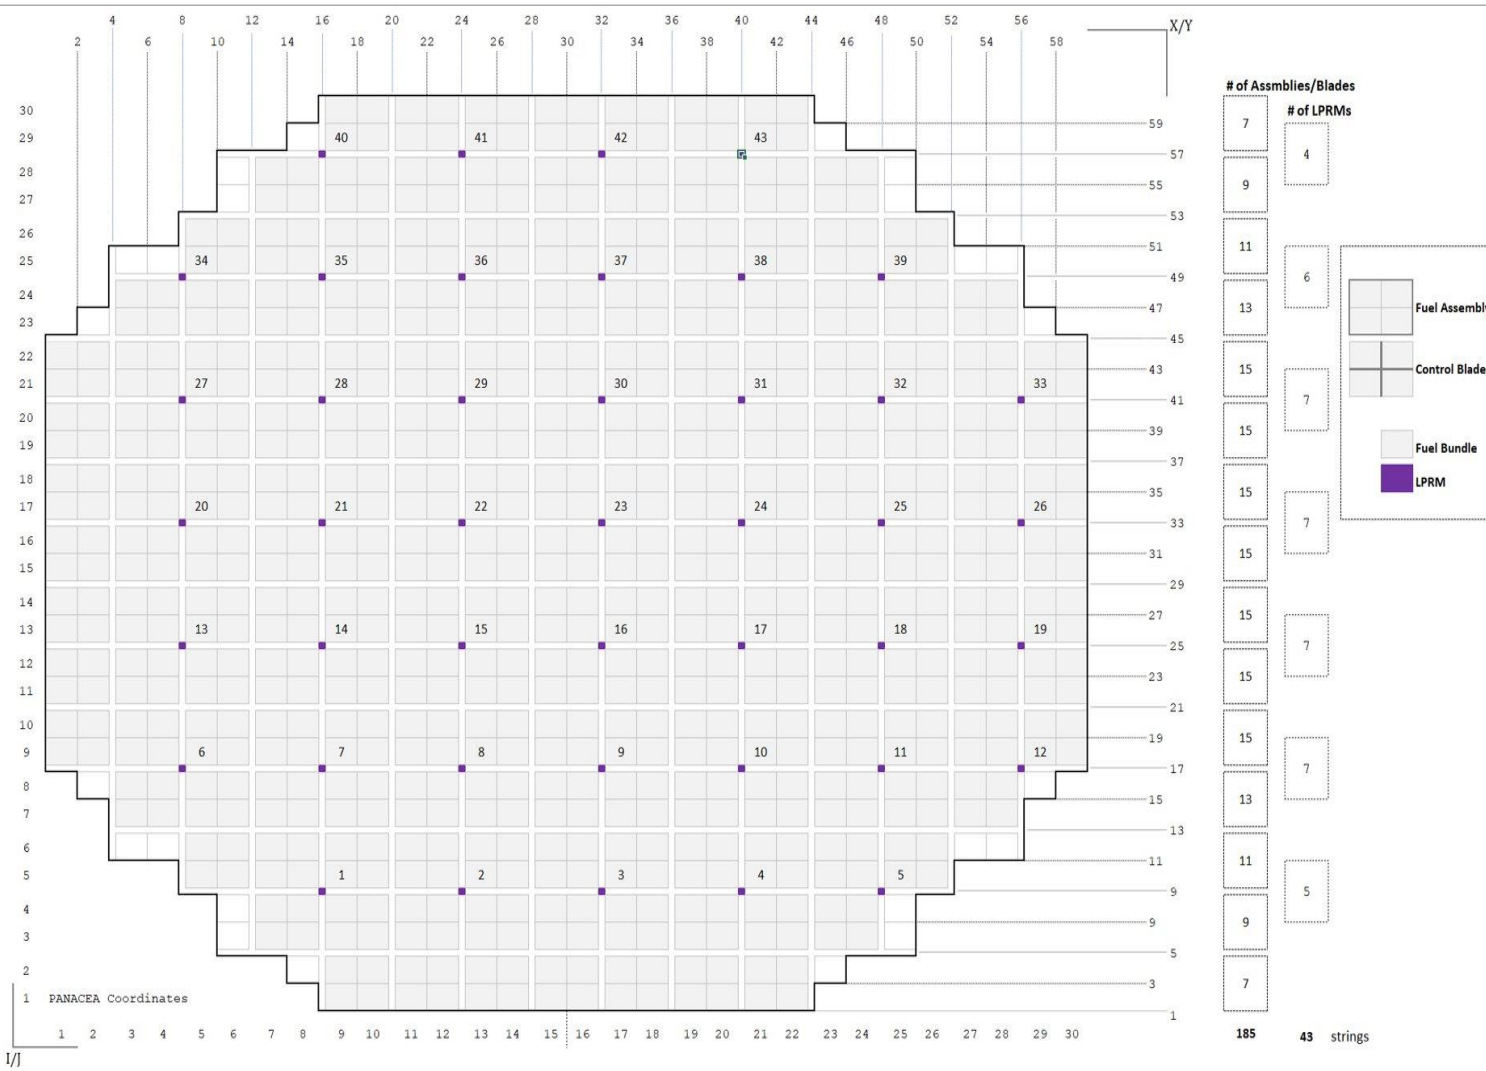 4 8 12 16 20 24 28 32 36 40 44 48 52 56
X/Y
2 6 10 14 18 22 26 30 34 38 42 46 50 54 58
# of Assmblies/Blades
30 # of LPRMs
29 40 41 42 43 59 7
28 57 4
27 55 9
26 53
25 34 35 36 37 38 39 51 11
24 49 6
23 47 13 Fuel Assembly
22 45
21 27 28 29 30 31 32 33 43 15 Control Blade
20 41 7
19 39 15
18 37 Fuel Bundle
17 20 21 22 23 24 25 26 35 15 LPRM
16 33 7
15 31 15
14 29
13 13 14 15 16 17 18 19 27 15
12 25 7
11 23 15
10 21
9 6 7 8 9 10 11 12 19 15
8 17 7
7 15 13
6 13
5 1 2 3 4 5 11 11
4 9 5
3 9 9
2 5
1 PANACEA Coordinates 3 7
1
1 2 3 4 5 6 7 8 9 10 11 12 13 14 15 16 17 18 19 20 21 22 23 24 25 26 27 28 29 30 185 43 strings
I/J